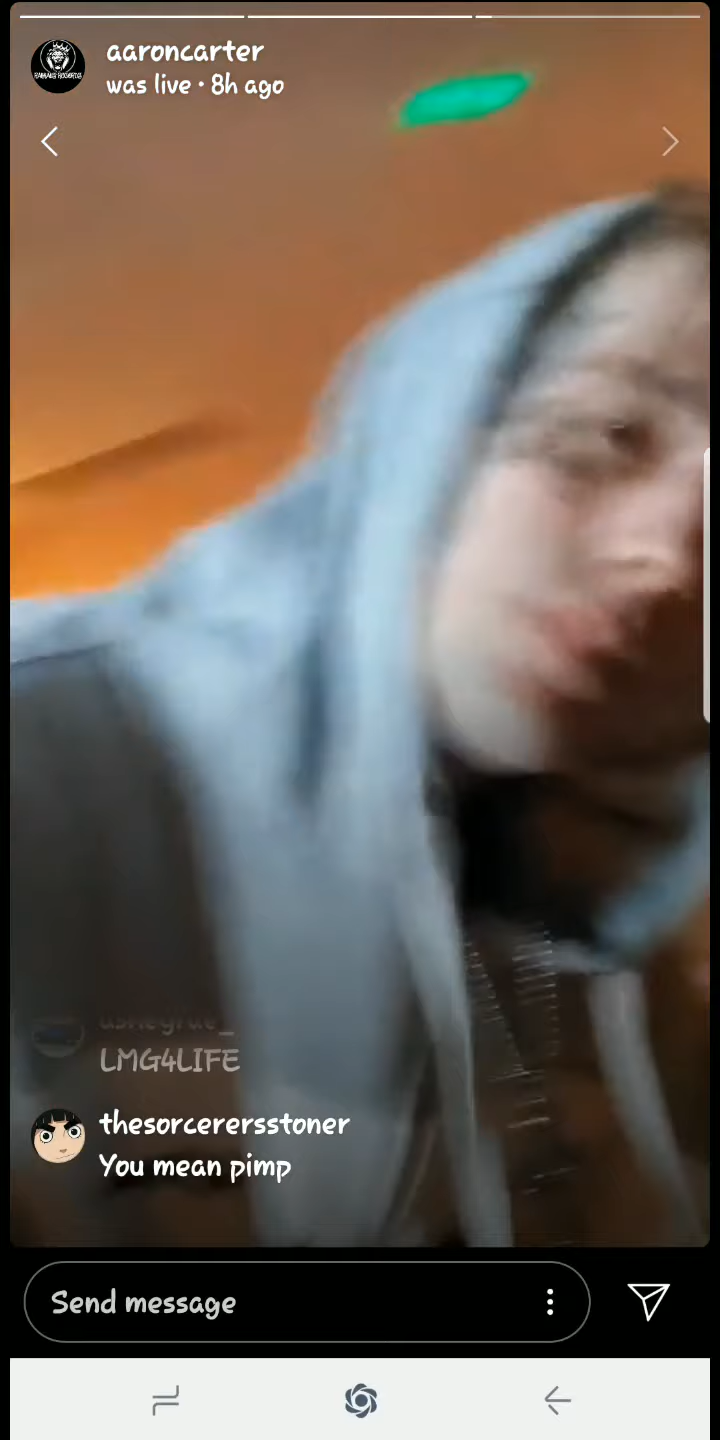 aaroncarter
was live • 8h ago
LMG4LIFE
thesorcerersstoner
You mean pimp
Send message